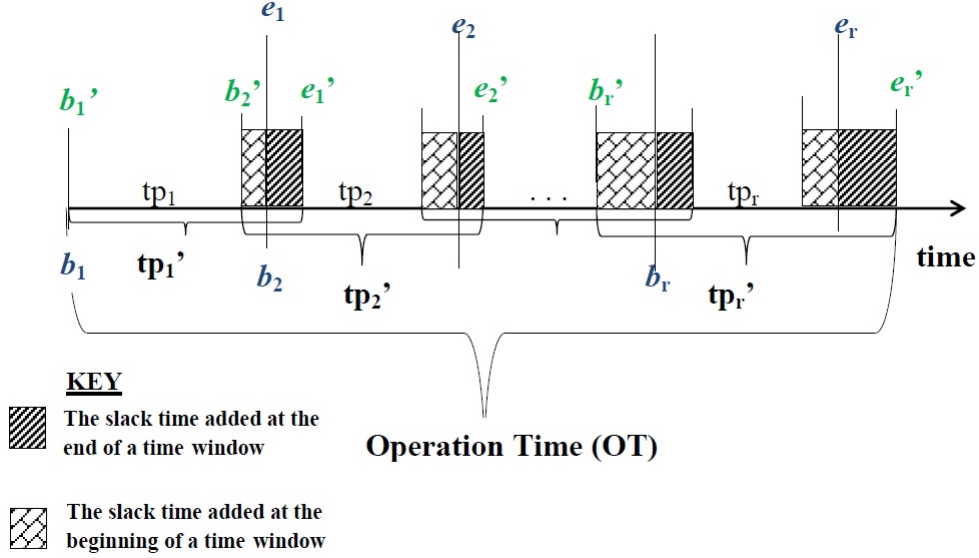 e₁
e₂
eᵣ
b₁’
b₂’
e₁’
e₂’
bᵣ’
eᵣ’
tp₁
tp₂
. . .
tpᵣ
b₁
tp₁’
b₂
tp₂’
bᵣ
tpᵣ’
time
KEY
The slack time added at the
end of a time window
Operation Time (OT)
The slack time added at the
beginning of a time window